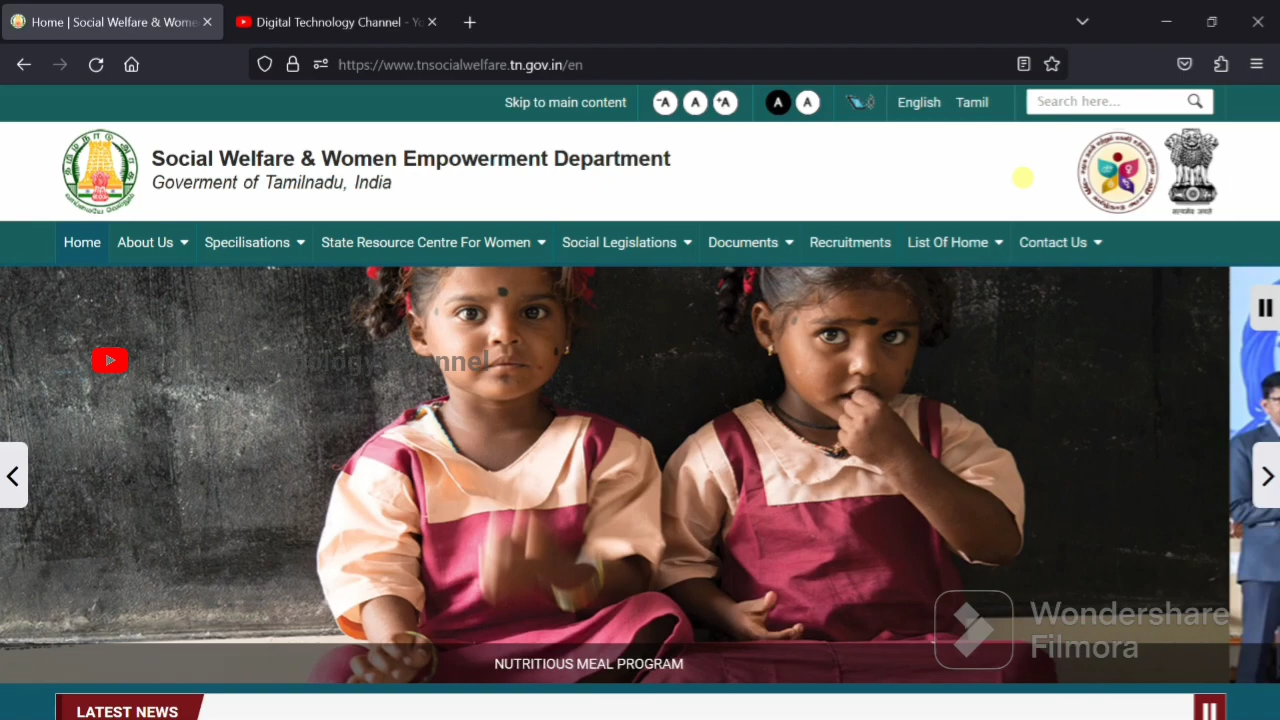 Home | Social Welfare & Wome
Digital Technology Channel - Yo
https://www.tnsocialwelfare.tn.gov.in/en
Skip to main content
-A
A
+A
A
A
English
Tamil
Search here...
Social Welfare & Women Empowerment Department
Goverment of Tamilnadu, India
Home
About Us
Specilisations
State Resource Centre For Women
Social Legislations
Documents
Recruitments
List Of Home
Contact Us
Wondershare
Filmora
NUTRITIOUS MEAL PROGRAM
LATEST NEWS